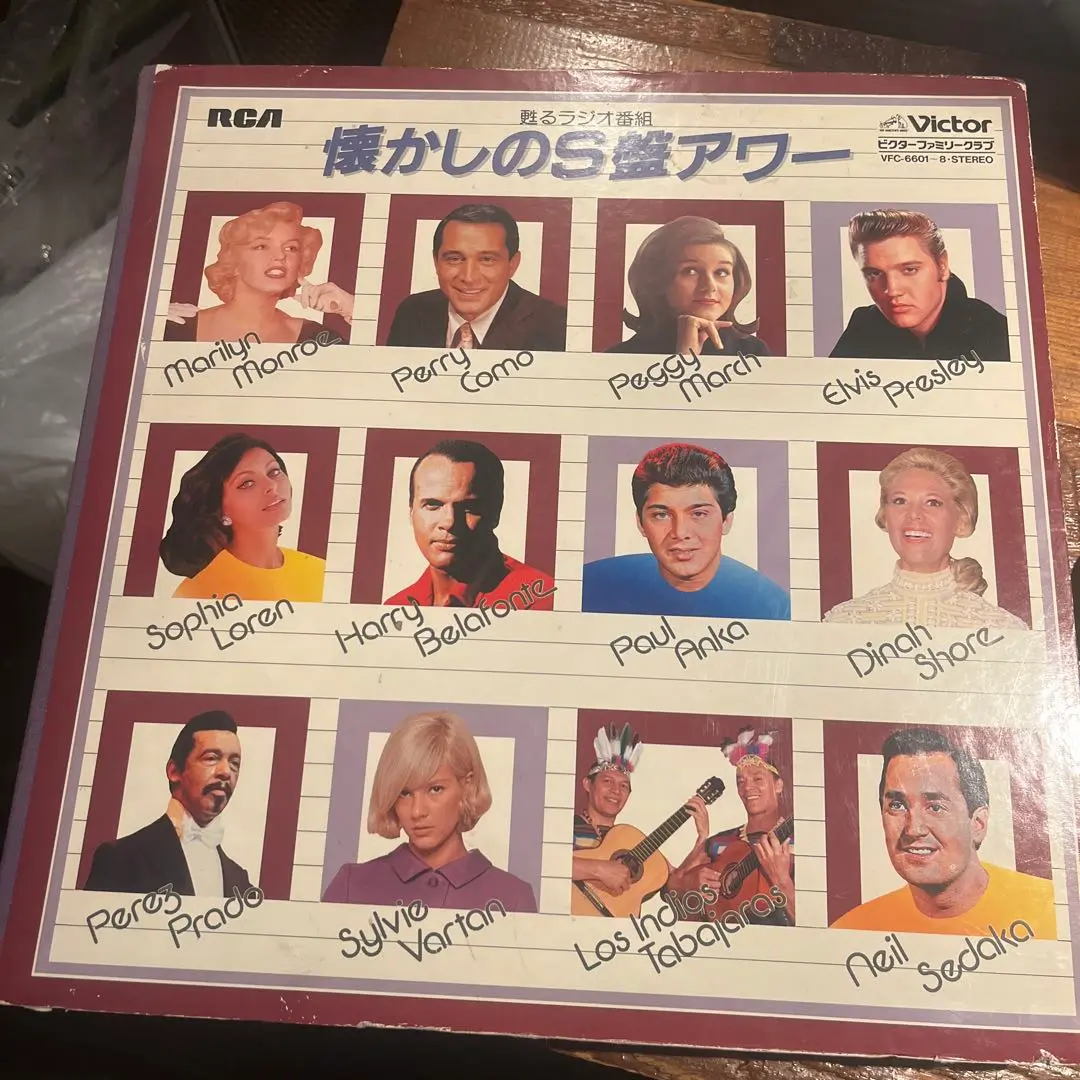 RCA
甦るラジオ番組
懐かしのS盤アワー
Victor
ビクターファミリークラブ
VFC-6601~8・STEREO
Marilyn
Monroe
Perry
Como
Peggy
March
Elvis
Presley
Sophia
Loren
Harry
Belafonte
Paul
Anka
Dinah
Shore
Perez
Prado
Sylvie
Vartan
Los Indios
Tabajaras
Neil
Sedaka